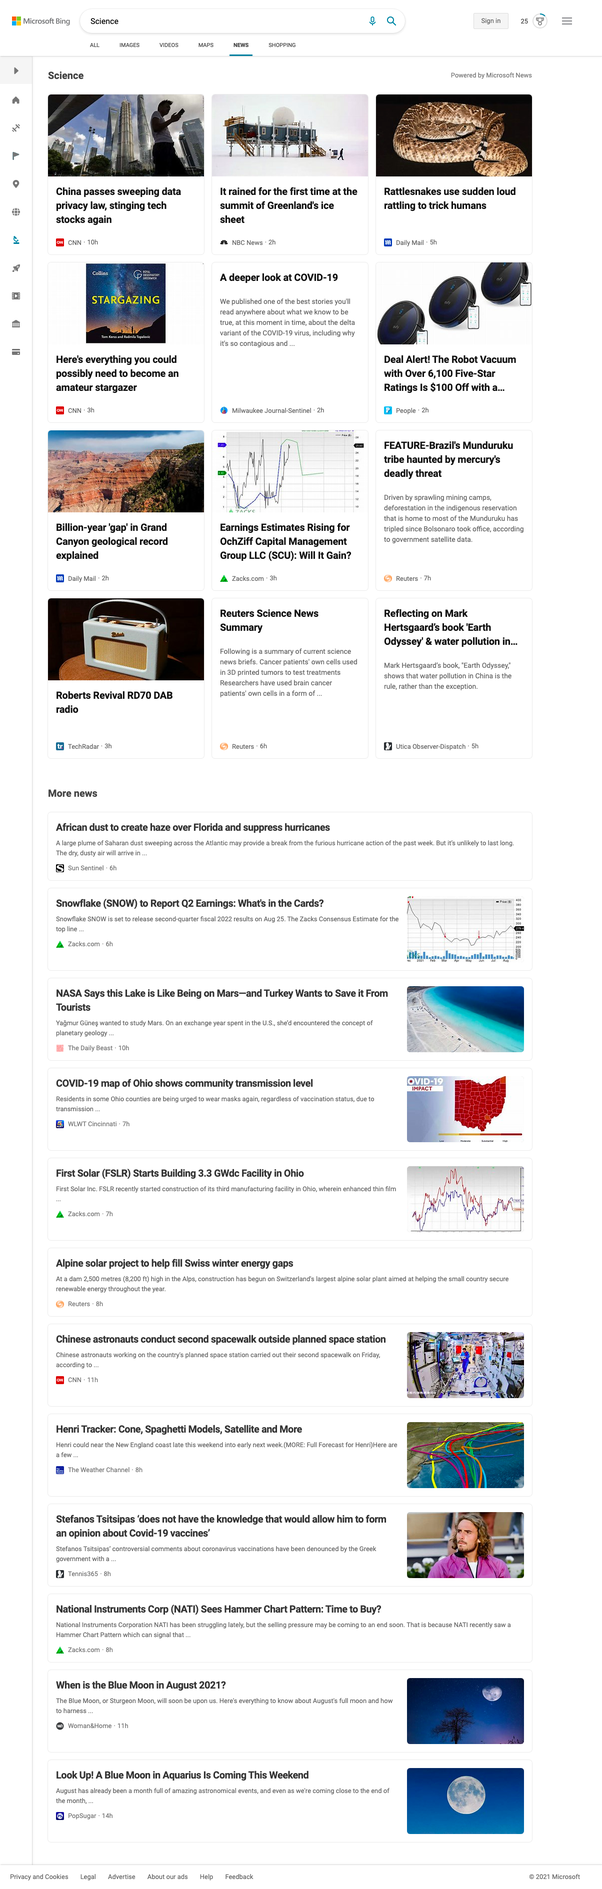 Microsoft Bing
Science
Sign in
25
ALL
IMAGES
VIDEOS
MAPS
NEWS
SHOPPING
Science
Powered by Microsoft News
China passes sweeping data
privacy law, stinging tech
stocks again
CNN · 10h
It rained for the first time at the
summit of Greenland's ice
sheet
NBC News · 2h
Rattlesnakes use sudden loud
rattling to trick humans
Daily Mail · 5h
Collins
STARGAZING
Here's everything you could
possibly need to become an
amateur stargazer
CNN · 3h
A deeper look at COVID-19
We published one of the best stories you'll
read anywhere about what we know to be
true, at this moment in time, about the delta
variant of the COVID-19 virus, including why
it's so contagious and ...
Milwaukee Journal-Sentinel · 2h
Deal Alert! The Robot Vacuum
with Over 6,100 Five-Star
Ratings Is $100 Off with a...
People · 2h
Billion-year 'gap' in Grand
Canyon geological record
explained
Daily Mail · 2h
Earnings Estimates Rising for
OchZiff Capital Management
Group LLC (SCU): Will It Gain?
Zacks.com · 3h
FEATURE-Brazil's Munduruku
tribe haunted by mercury's
deadly threat
Driven by sprawling mining camps,
deforestation in the indigenous reservation
that is home to most of the Munduruku has
tripled since Bolsonaro took office, according
to government satellite data.
Reuters · 7h
Roberts
Roberts Revival RD70 DAB
radio
TechRadar · 3h
Reuters Science News
Summary
Following is a summary of current science
news briefs. Cancer patients' own cells used
in 3D printed tumors to test treatments
Researchers have used brain cancer
patients' own cells in a form of ...
Reuters · 6h
Reflecting on Mark
Hertsgaard's book 'Earth
Odyssey' & water pollution in...
Mark Hertsgaard's book, "Earth Odyssey,"
shows that water pollution in China is the
rule, rather than the exception.
Utica Observer-Dispatch · 5h
More news
African dust to create haze over Florida and suppress hurricanes
A large plume of Saharan dust sweeping across the Atlantic may provide a break from the furious hurricane action of the past week. But it's unlikely to last long.
The dry, dusty air will arrive in ...
Sun Sentinel · 6h
Snowflake (SNOW) to Report Q2 Earnings: What's in the Cards?
Snowflake SNOW is set to release second-quarter fiscal 2022 results on Aug 25. The Zacks Consensus Estimate for the
top line ...
Zacks.com · 6h
NASA Says this Lake is Like Being on Mars—and Turkey Wants to Save it From
Tourists
Yağmur Güneş wanted to study Mars. On an exchange year spent in the U.S., she'd encountered the concept of
planetary geology ...
The Daily Beast · 10h
COVID-19 map of Ohio shows community transmission level
Residents in some Ohio counties are being urged to wear masks again, regardless of vaccination status, due to
transmission ...
WLWT Cincinnati · 7h
OVID-19
IMPACT
First Solar (FSLR) Starts Building 3.3 GWdc Facility in Ohio
First Solar Inc. FSLR recently started construction of its third manufacturing facility in Ohio, wherein enhanced thin film
...
Zacks.com · 7h
Alpine solar project to help fill Swiss winter energy gaps
At a dam 2,500 metres (8,200 ft) high in the Alps, construction has begun on Switzerland's largest alpine solar plant aimed at helping the small country secure
renewable energy throughout the year.
Reuters · 8h
Chinese astronauts conduct second spacewalk outside planned space station
Chinese astronauts working on the country's planned space station carried out their second spacewalk on Friday,
according to ...
CNN · 11h
Henri Tracker: Cone, Spaghetti Models, Satellite and More
Henri could near the New England coast late this weekend into early next week.(MORE: Full Forecast for Henri)Here are
a few ...
The Weather Channel · 8h
Stefanos Tsitsipas 'does not have the knowledge that would allow him to form
an opinion about Covid-19 vaccines'
Stefanos Tsitsipas' controversial comments about coronavirus vaccinations have been denounced by the Greek
government with a ...
Tennis365 · 8h
National Instruments Corp (NATI) Sees Hammer Chart Pattern: Time to Buy?
National Instruments Corporation NATI has been struggling lately, but the selling pressure may be coming to an end soon. That is because NATI recently saw a
Hammer Chart Pattern which can signal that ...
Zacks.com · 8h
When is the Blue Moon in August 2021?
The Blue Moon, or Sturgeon Moon, will soon be upon us. Here's everything to know about August's full moon and how
to harness ...
Woman&Home · 11h
Look Up! A Blue Moon in Aquarius Is Coming This Weekend
August has already been a month full of amazing astronomical events, and even as we're coming close to the end of
the month, ...
PopSugar · 14h
Privacy and Cookies
Legal
Advertise
About our ads
Help
Feedback
© 2021 Microsoft